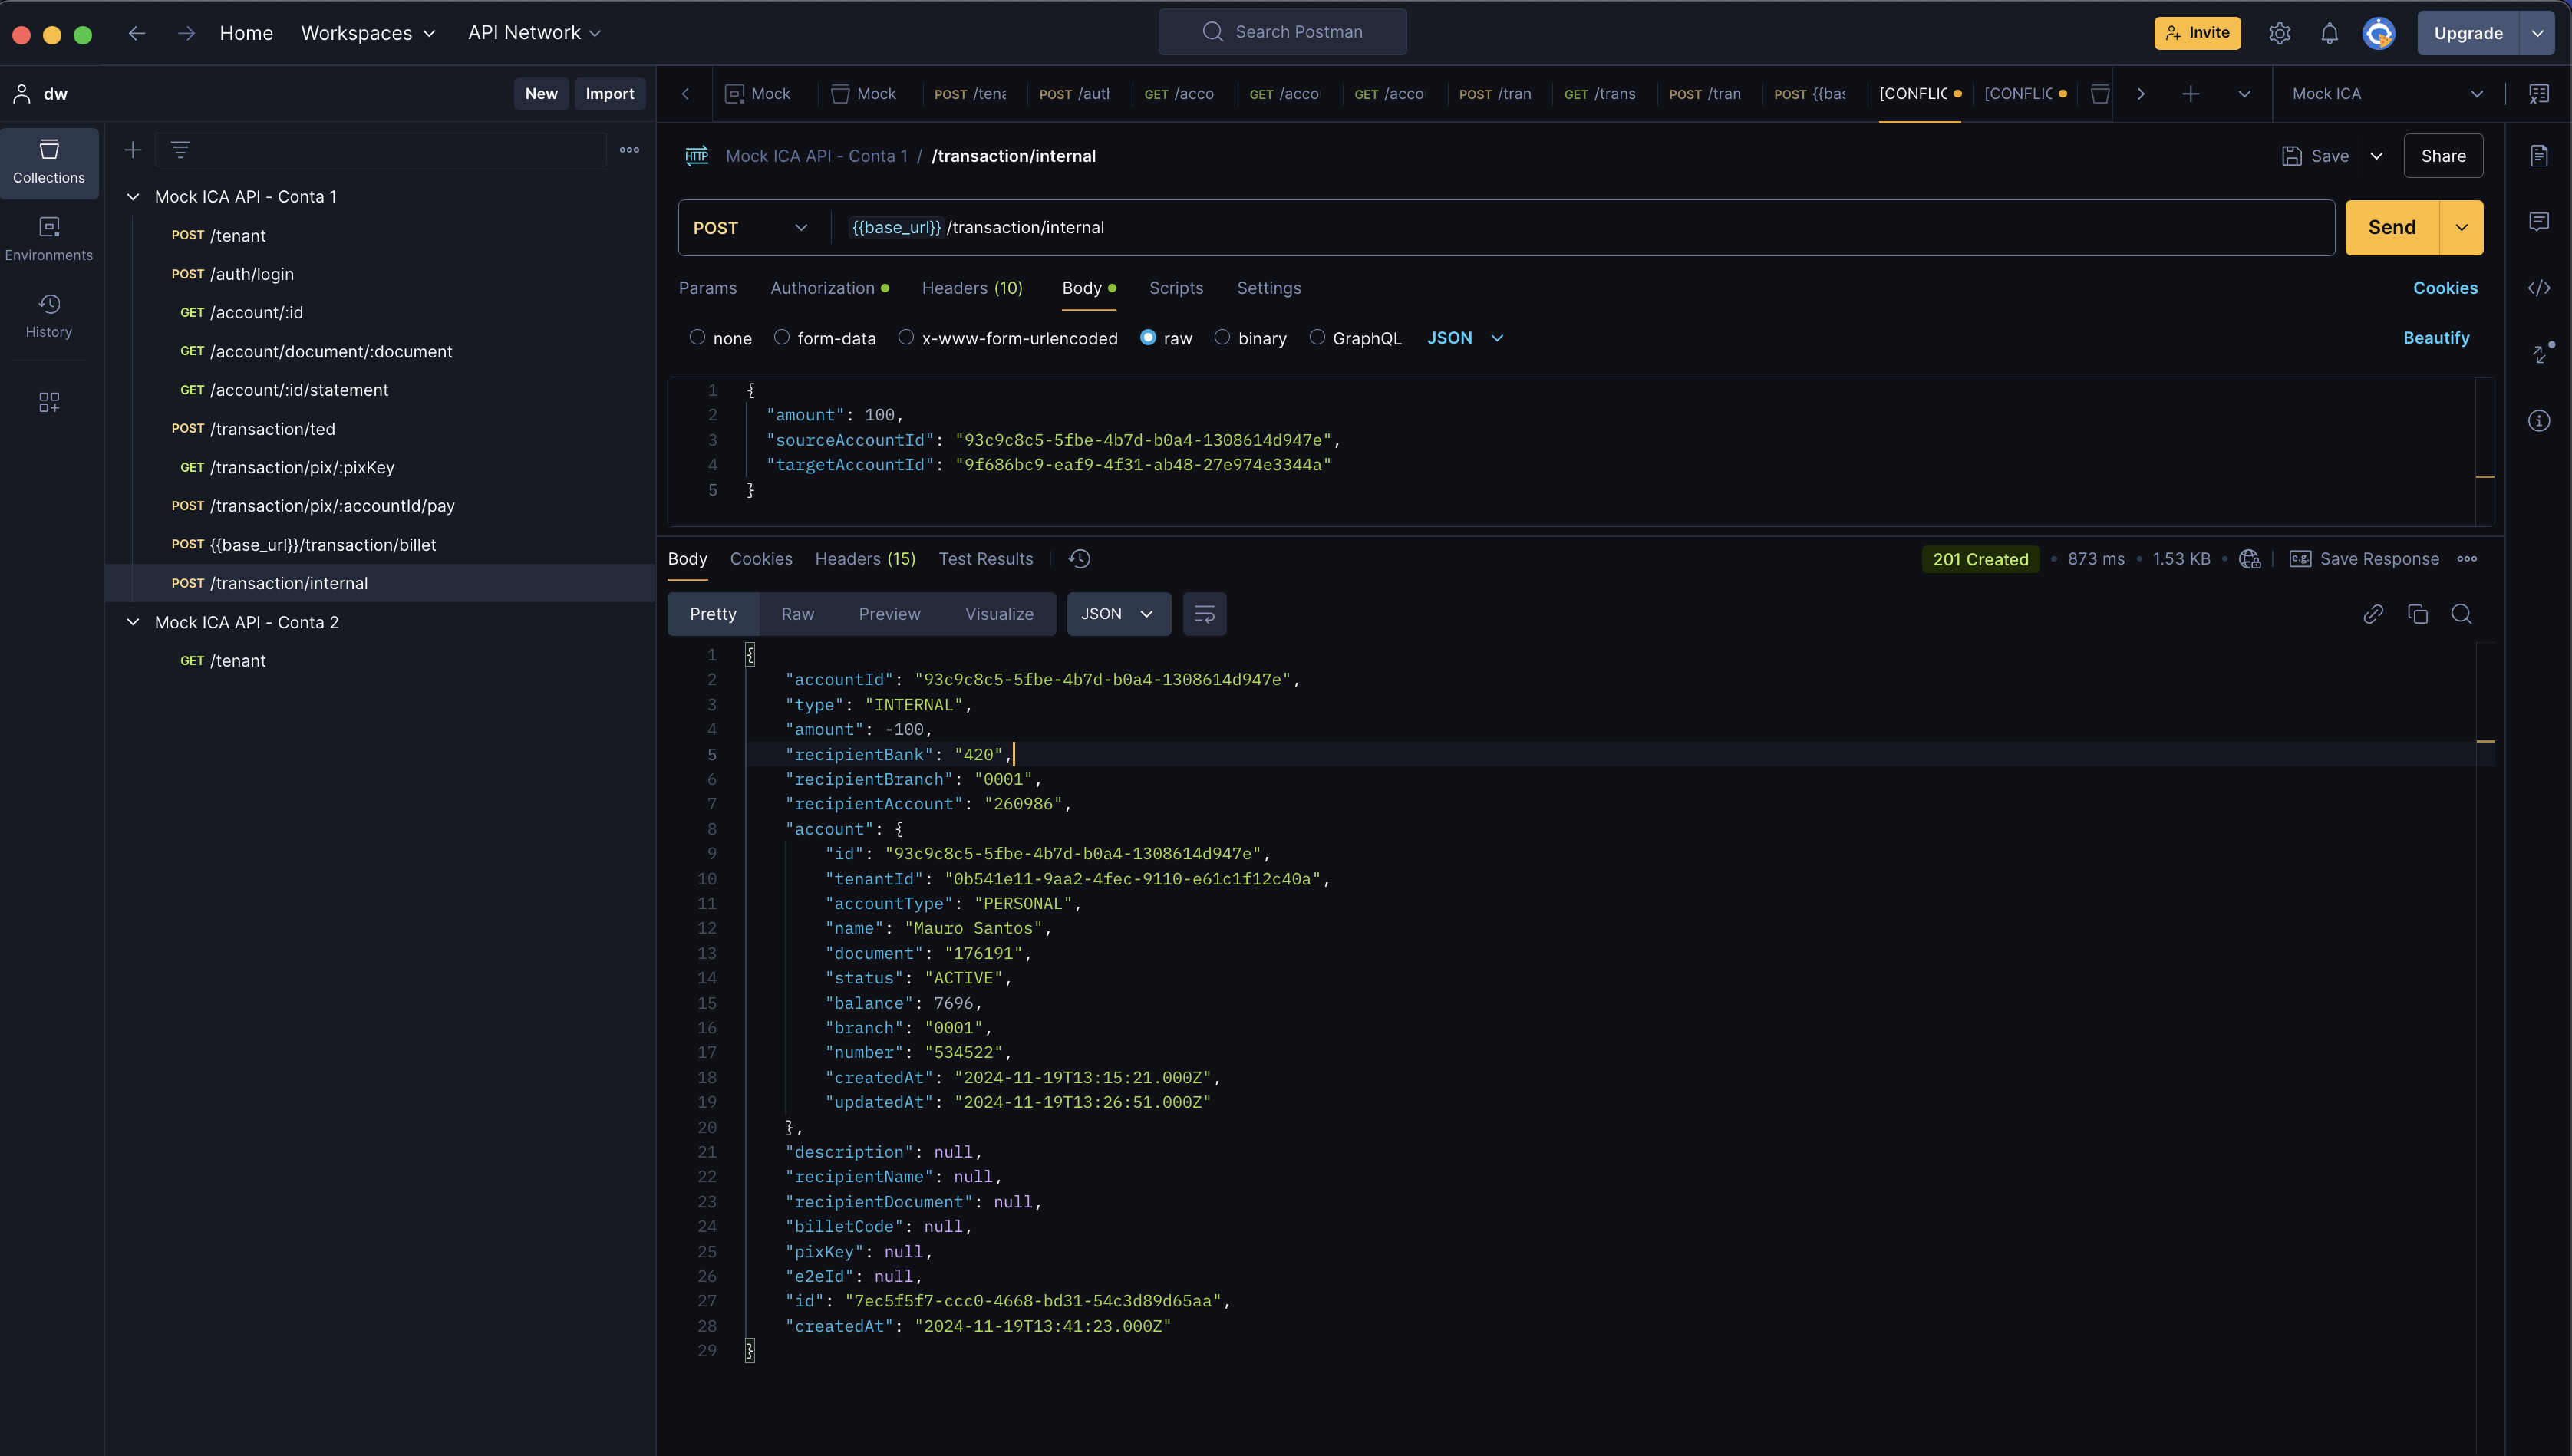 Home Workspaces API Network Search Postman Invite Upgrade
dw New Import
Mock Mock POST /tena POST /auth GET /acco GET /acco GET /acco POST /tran GET /trans POST /tran POST {{bas [CONFLIC [CONFLIC Mock ICA
Collections
Environments
History
Mock ICA API - Conta 1
POST /tenant
POST /auth/login
GET /account/:id
GET /account/document/:document
GET /account/:id/statement
POST /transaction/ted
GET /transaction/pix/:pixKey
POST /transaction/pix/:accountId/pay
POST {{base_url}}/transaction/billet
POST /transaction/internal
Mock ICA API - Conta 2
GET /tenant
HTTP Mock ICA API - Conta 1 / /transaction/internal Save Share
POST {{base_url}}/transaction/internal Send
Params Authorization Headers (10) Body Scripts Settings Cookies
none form-data x-www-form-urlencoded raw binary GraphQL JSON Beautify
1 {
2 "amount": 100,
3 "sourceAccountId": "93c9c8c5-5fbe-4b7d-b0a4-1308614d947e",
4 "targetAccountId": "9f686bc9-eaf9-4f31-ab48-27e974e3344a"
5 }
Body Cookies Headers (15) Test Results 201 Created 873 ms 1.53 KB e.g. Save Response
Pretty Raw Preview Visualize JSON
1 {
2 "accountId": "93c9c8c5-5fbe-4b7d-b0a4-1308614d947e",
3 "type": "INTERNAL",
4 "amount": -100,
5 "recipientBank": "420",
6 "recipientBranch": "0001",
7 "recipientAccount": "260986",
8 "account": {
9 "id": "93c9c8c5-5fbe-4b7d-b0a4-1308614d947e",
10 "tenantId": "0b541e11-9aa2-4fec-9110-e61c1f12c40a",
11 "accountType": "PERSONAL",
12 "name": "Mauro Santos",
13 "document": "176191",
14 "status": "ACTIVE",
15 "balance": 7696,
16 "branch": "0001",
17 "number": "534522",
18 "createdAt": "2024-11-19T13:15:21.000Z",
19 "updatedAt": "2024-11-19T13:26:51.000Z"
20 },
21 "description": null,
22 "recipientName": null,
23 "recipientDocument": null,
24 "billetCode": null,
25 "pixKey": null,
26 "e2eId": null,
27 "id": "7ec5f5f7-ccc0-4668-bd31-54c3d89d65aa",
28 "createdAt": "2024-11-19T13:41:23.000Z"
29 }